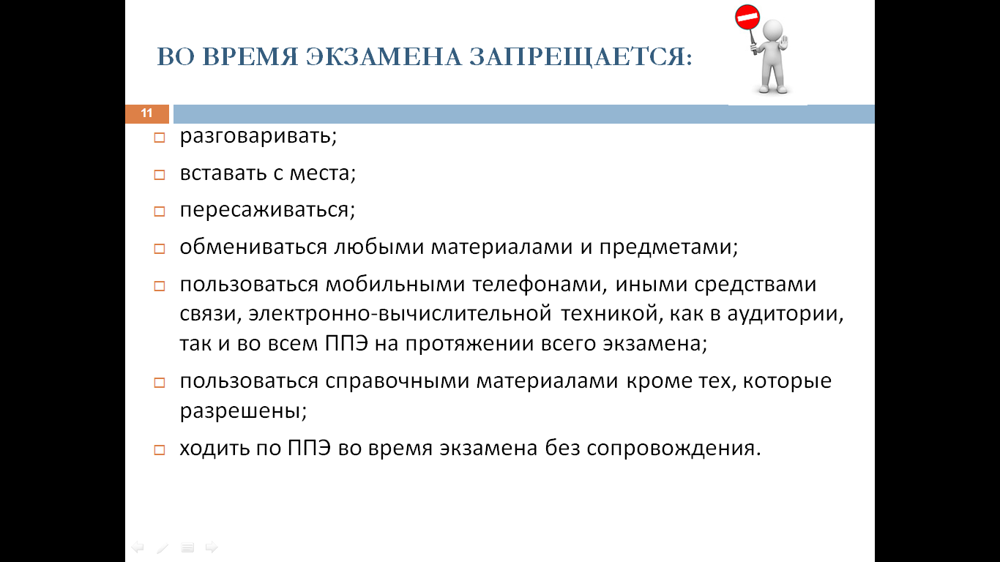 ВО ВРЕМЯ ЭКЗАМЕНА ЗАПРЕЩАЕТСЯ:
11
разговаривать;
вставать с места;
пересаживаться;
обмениваться любыми материалами и предметами;
пользоваться мобильными телефонами, иными средствами
связи, электронно-вычислительной техникой, как в аудитории,
так и во всем ППЭ на протяжении всего экзамена;
пользоваться справочными материалами кроме тех, которые
разрешены;
ходить по ППЭ во время экзамена без сопровождения.